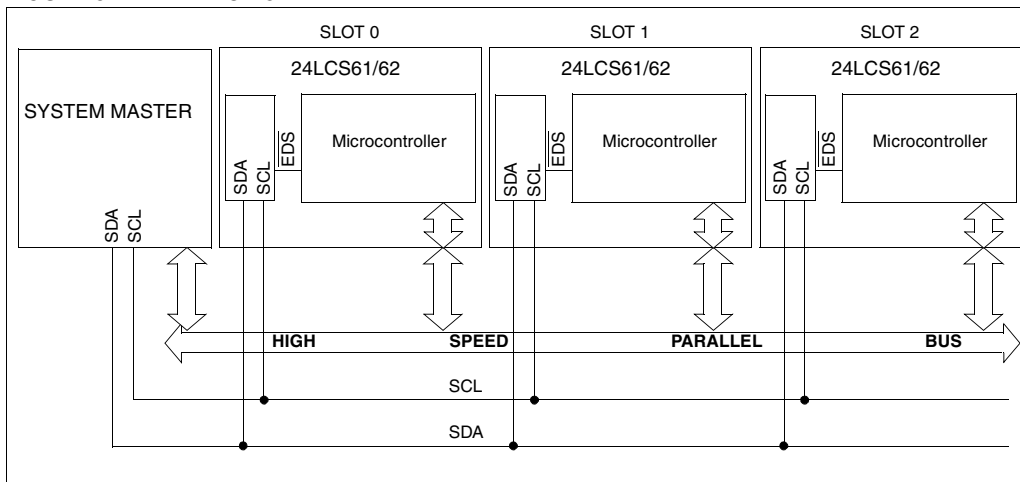 SLOT 0
SLOT 1
SLOT 2
24LCS61/62
24LCS61/62
24LCS61/62
SYSTEM MASTER
Microcontroller
Microcontroller
Microcontroller
EDS
EDS
EDS
SDA
SCL
SDA
SCL
SDA
SCL
SDA
SCL
HIGH SPEED PARALLEL BUS
SCL
SDA